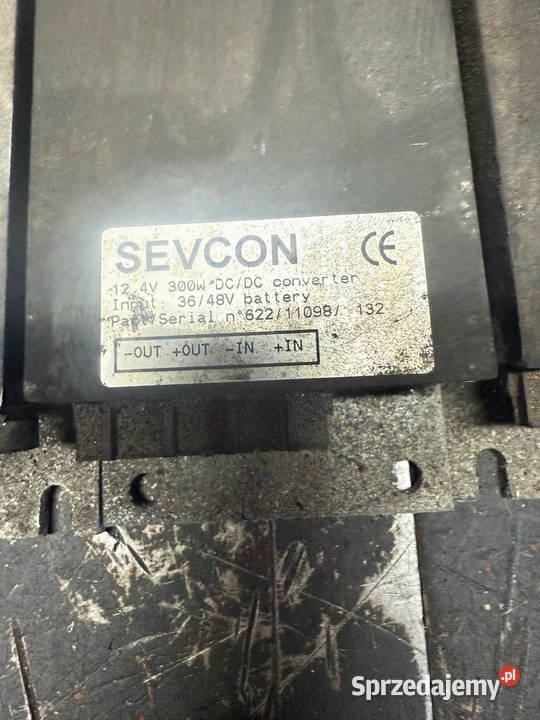 SEVCON CE
12.4V 300W DC/DC converter
Input: 36/48V battery
Part/Serial n°622/11098/ 132
-OUT +OUT -IN +IN
Sprzedajemy.pl